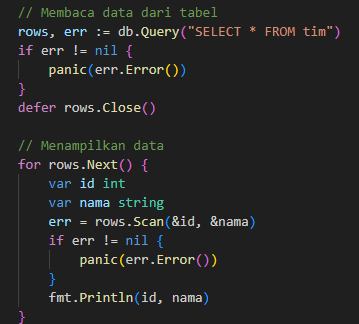 // Membaca data dari tabel
rows, err := db.Query("SELECT * FROM tim")
if err != nil {
    panic(err.Error())
}
defer rows.Close()

// Menampilkan data
for rows.Next() {
    var id int
    var nama string
    err = rows.Scan(&id, &nama)
    if err != nil {
        panic(err.Error())
    }
    fmt.Println(id, nama)
}